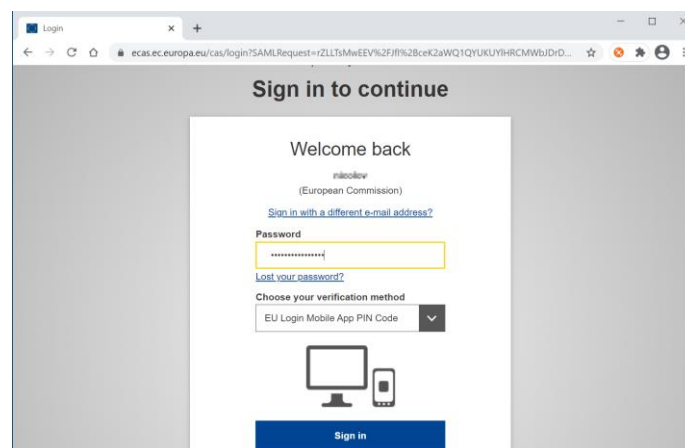 Login
ecas.ec.europa.eu/cas/login?SAMLRequest=rZLLTsMwEEV%2FJfI%2BceK2aWQ1QYUKUYlHRCMWbJDrD...
Sign in to continue
Welcome back
(European Commission)
Sign in with a different e-mail address?
Password
Lost your password?
Choose your verification method
EU Login Mobile App PIN Code
Sign in